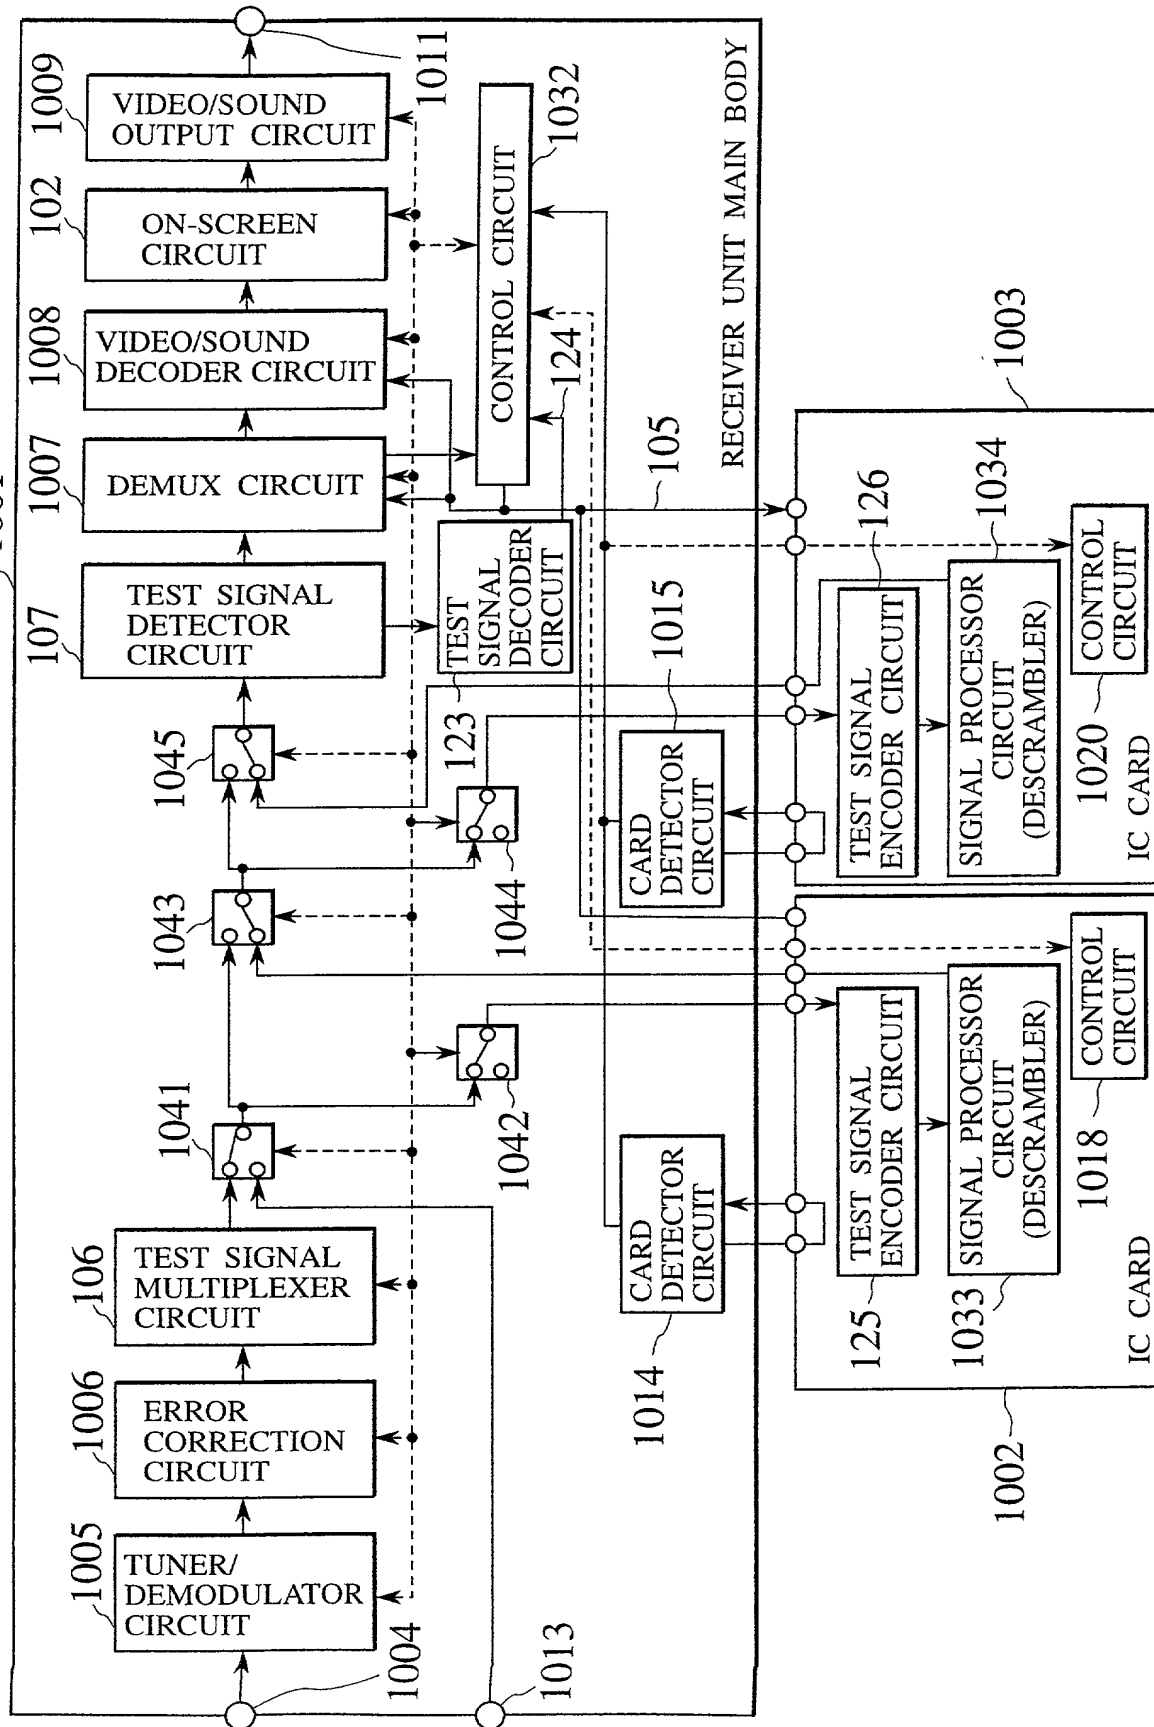 1009
VIDEO/SOUND
OUTPUT CIRCUIT
1011
102
ON-SCREEN
CIRCUIT
1032
CONTROL CIRCUIT
1008
VIDEO/SOUND
DECODER CIRCUIT
124
RECEIVER UNIT MAIN BODY
1007
DEMUX CIRCUIT
105
107
TEST SIGNAL
DETECTOR
CIRCUIT
TEST
SIGNAL
DECODER
CIRCUIT
123
1045
1044
1043
1042
1041
1015
CARD
DETECTOR
CIRCUIT
106
TEST SIGNAL
MULTIPLEXER
CIRCUIT
CARD
DETECTOR
CIRCUIT
1014
1006
ERROR
CORRECTION
CIRCUIT
1005
TUNER/
DEMODULATOR
CIRCUIT
1004
1013
1003
126
TEST SIGNAL
ENCODER CIRCUIT
1034
SIGNAL PROCESSOR
CIRCUIT
(DESCRAMBLER)
CONTROL
CIRCUIT
1020
IC CARD
125
TEST SIGNAL
ENCODER CIRCUIT
1033
SIGNAL PROCESSOR
CIRCUIT
(DESCRAMBLER)
CONTROL
CIRCUIT
1018
IC CARD
1002